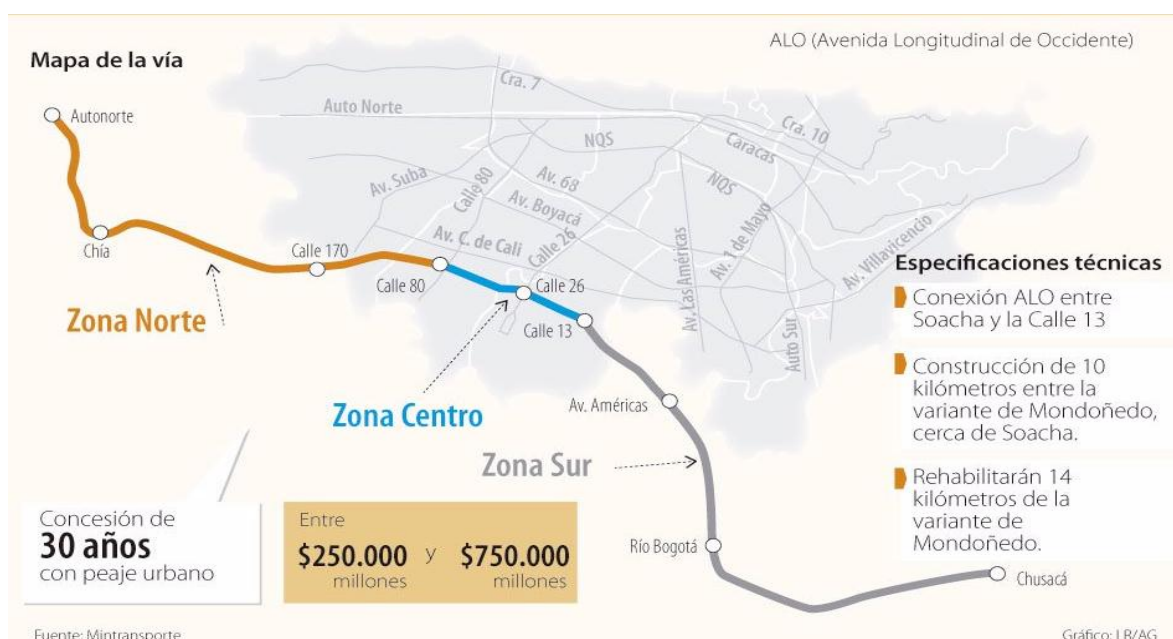 ALO (Avenida Longitudinal de Occidente)
Mapa de la vía
Autonorte
Chía
Calle 170
Calle 80
Calle 26
Calle 13
Av. Américas
Río Bogotá
Chusacá
Zona Norte
Zona Centro
Zona Sur
Auto Norte
Cra. 7
Cra. 10
NQS
Caracas
NQS
Av. Suba
Calle 80
Av. 68
Av. Boyacá
Av. C. de Cali
Calle 26
Av. Las Américas
Av. 1 de Mayo
Auto Sur
Av. Villavicencio
Especificaciones técnicas
Conexión ALO entre
Soacha y la Calle 13
Construcción de 10
kilómetros entre la
variante de Mondoñedo,
cerca de Soacha.
Rehabilitarán 14
kilómetros de la
variante de
Mondoñedo.
Concesión de
30 años
con peaje urbano
Entre
$250.000 y $750.000
millones millones
Fuente: Mintransporte
Gráfico: LR/AG